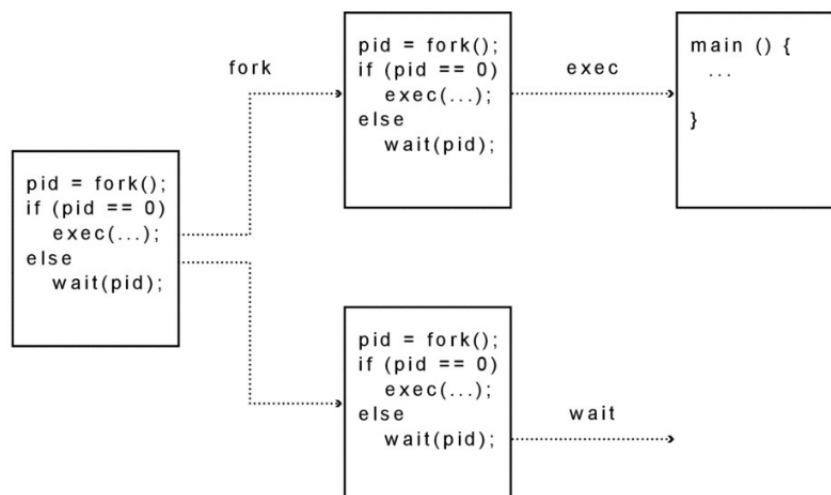 fork
pid = fork();
if (pid == 0)
exec(...);
else
wait(pid);
exec
main () {
...
}
pid = fork();
if (pid == 0)
exec(...);
else
wait(pid);
pid = fork();
if (pid == 0)
exec(...);
else
wait(pid);
wait